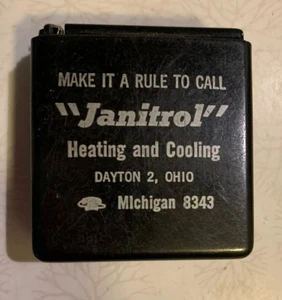 MAKE IT A RULE TO CALL
"Janitrol"
Heating and Cooling
DAYTON 2, OHIO
MIchigan 8343